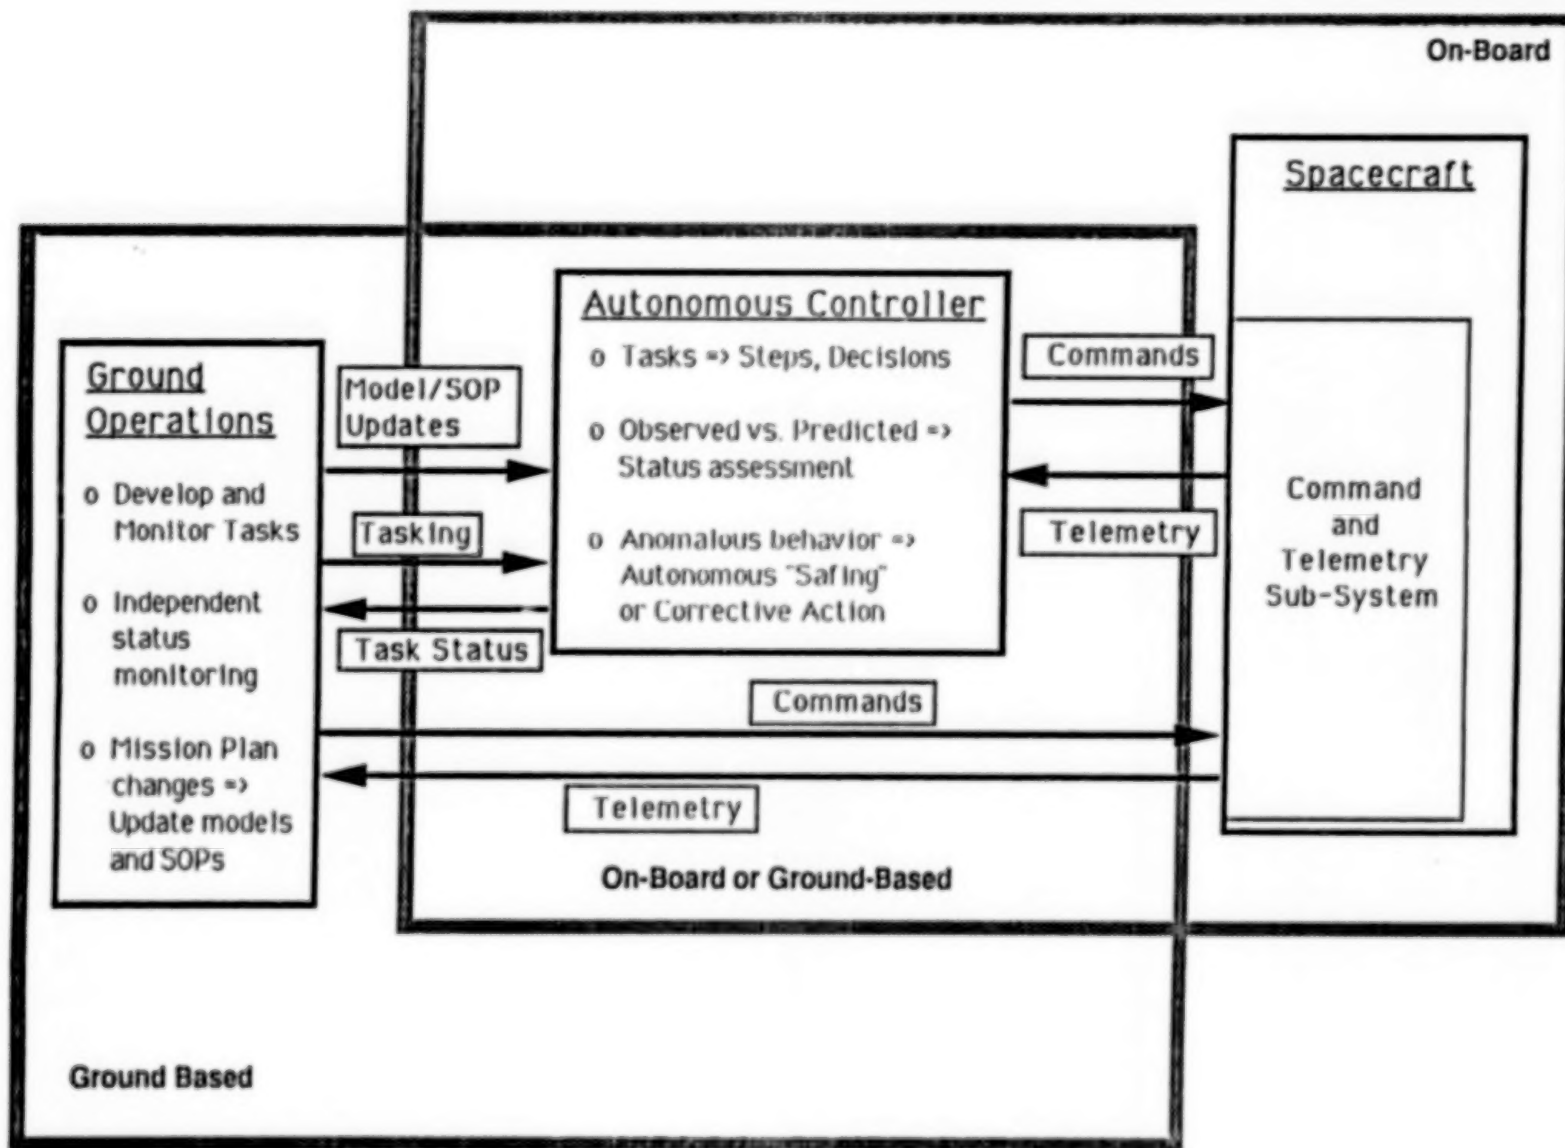 On-Board
Spacecraft
Command
and
Telemetry
Sub-System
Autonomous Controller
o Tasks => Steps, Decisions
o Observed vs. Predicted =>
Status assessment
o Anomalous behavior =>
Autonomous "Safing"
or Corrective Action
Commands
Telemetry
Ground
Operations
o Develop and
Monitor Tasks
o Independent
status
monitoring
o Mission Plan
changes =>
Update models
and SOPs
Model/SOP
Updates
Tasking
Task Status
Commands
Telemetry
On-Board or Ground-Based
Ground Based